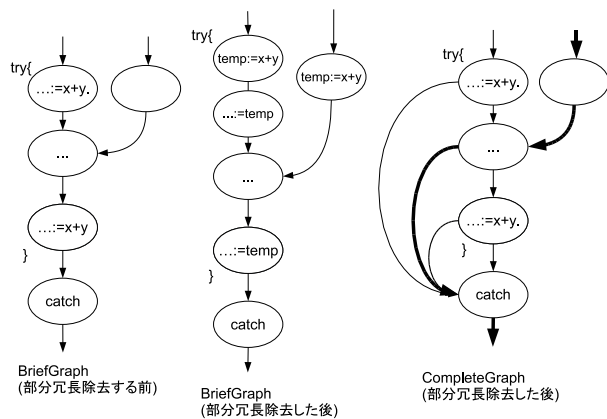 try{
...:=x+y.
...
...:=x+y
}
catch
BriefGraph
(部分冗長除去する前)
try{
temp:=x+y
temp:=x+y
...:=temp
...
...:=temp
}
catch
BriefGraph
(部分冗長除去した後)
try{
...:=x+y.
...
...:=x+y.
}
catch
CompleteGraph
(部分冗長除去した後)